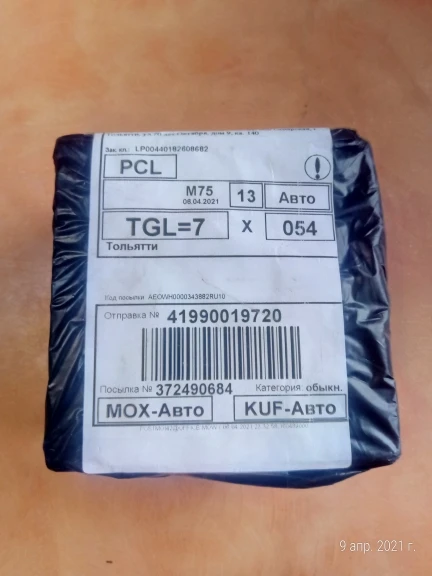 Зак. кл.: LP00440182608682
PCL
М75
08.04.2021
13
Авто
TGL=7 X 054
Тольятти
Код посылки AEOWH0000343882RU10
Отправка № 41990019720
Посылка № 372490684 Категория обыкн.
MOX-Авто KUF-Авто
9 апр. 2021 г.